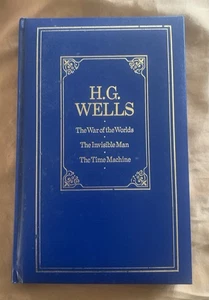 H.G.
WELLS
The War of the Worlds
The Invisible Man
The Time Machine